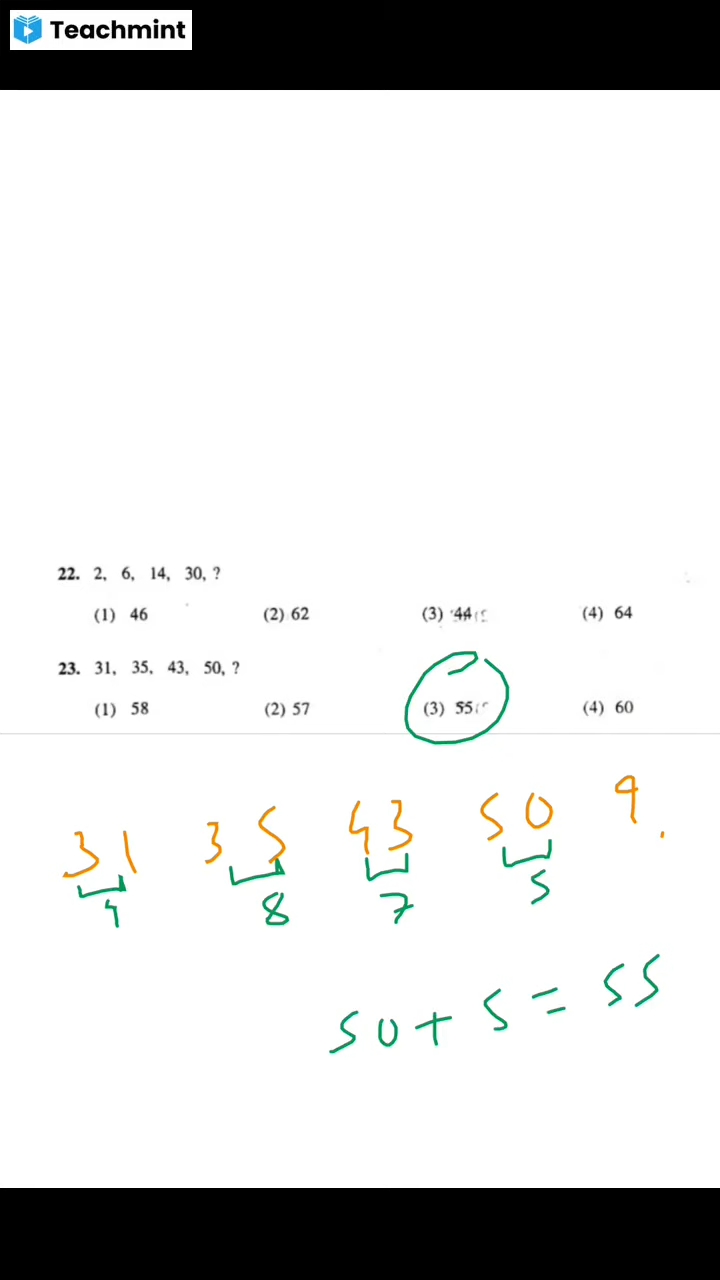 Teachmint
22. 2, 6, 14, 30, ?
(1) 46 (2) 62 (3) 44 (4) 64
23. 31, 35, 43, 50, ?
(1) 58 (2) 57 (3) 55 (4) 60
31 35 43 50 9.
4 8 7 5
50 + 5 = 55